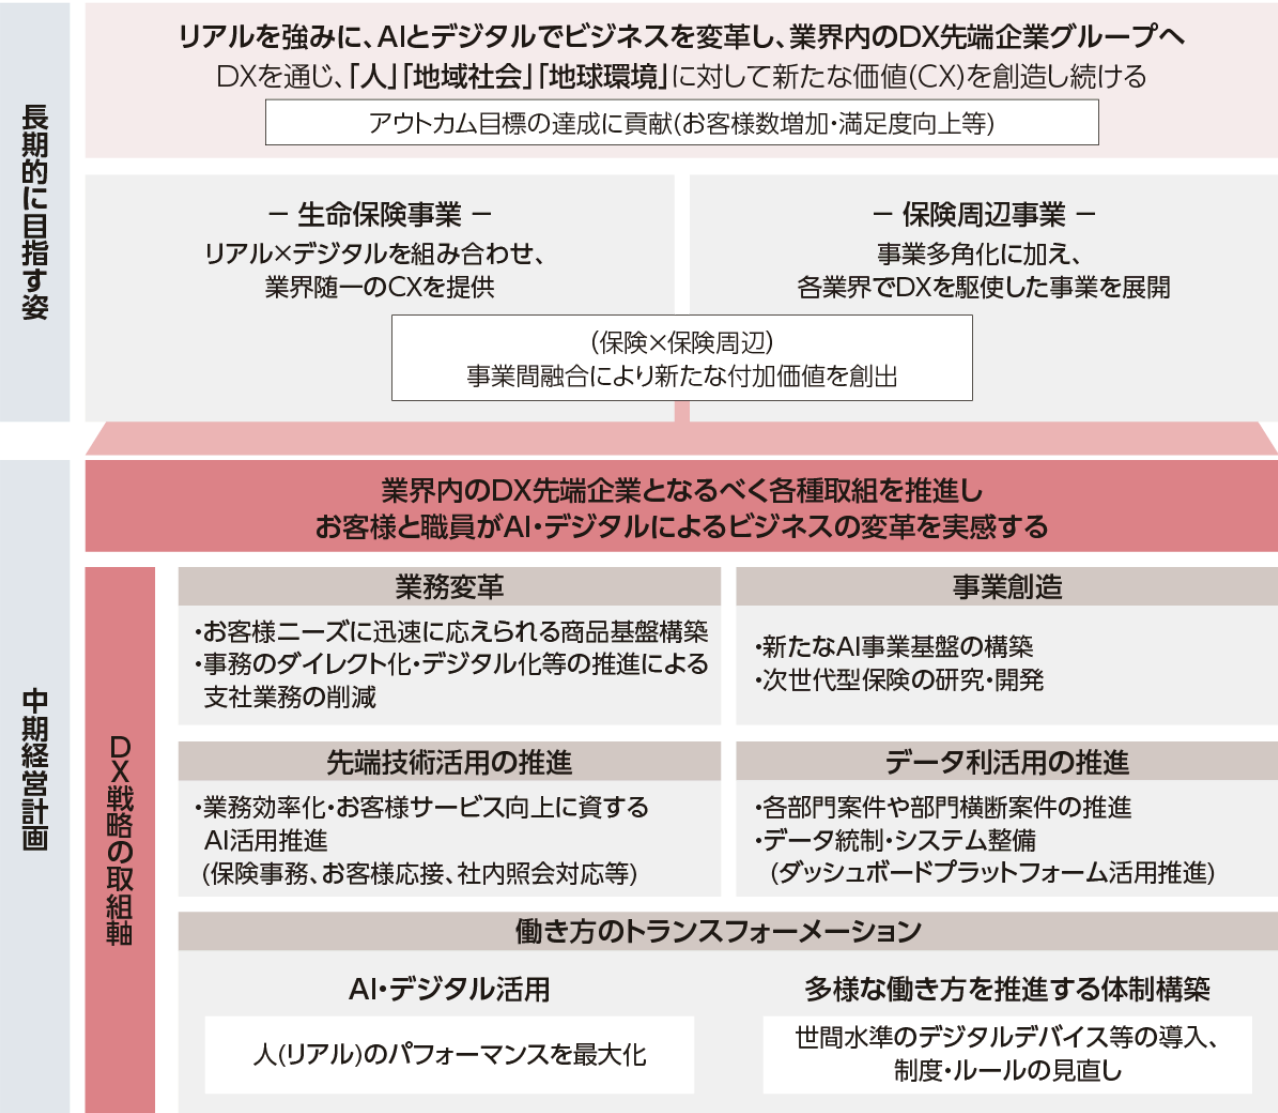 長期的に目指す姿
リアルを強みに、AIとデジタルでビジネスを変革し、業界内のDX先端企業グループへ
DXを通じ、「人」「地域社会」「地球環境」に対して新たな価値(CX)を創造し続ける
アウトカム目標の達成に貢献(お客様数増加・満足度向上等)
− 生命保険事業 −
リアル×デジタルを組み合わせ、
業界随一のCXを提供
− 保険周辺事業 −
事業多角化に加え、
各業界でDXを駆使した事業を展開
(保険×保険周辺)
事業間融合により新たな付加価値を創出
中期経営計画
業界内のDX先端企業となるべく各種取組を推進し
お客様と職員がAI・デジタルによるビジネスの変革を実感する
DX戦略の取組軸
業務変革
・お客様ニーズに迅速に応えられる商品基盤構築
・事務のダイレクト化・デジタル化等の推進による
支社業務の削減
事業創造
・新たなAI事業基盤の構築
・次世代型保険の研究・開発
先端技術活用の推進
・業務効率化・お客様サービス向上に資する
AI活用推進
(保険事務、お客様応接、社内照会対応等)
データ利活用の推進
・各部門案件や部門横断案件の推進
・データ統制・システム整備
(ダッシュボードプラットフォーム活用推進)
働き方のトランスフォーメーション
AI・デジタル活用
人(リアル)のパフォーマンスを最大化
多様な働き方を推進する体制構築
世間水準のデジタルデバイス等の導入、
制度・ルールの見直し